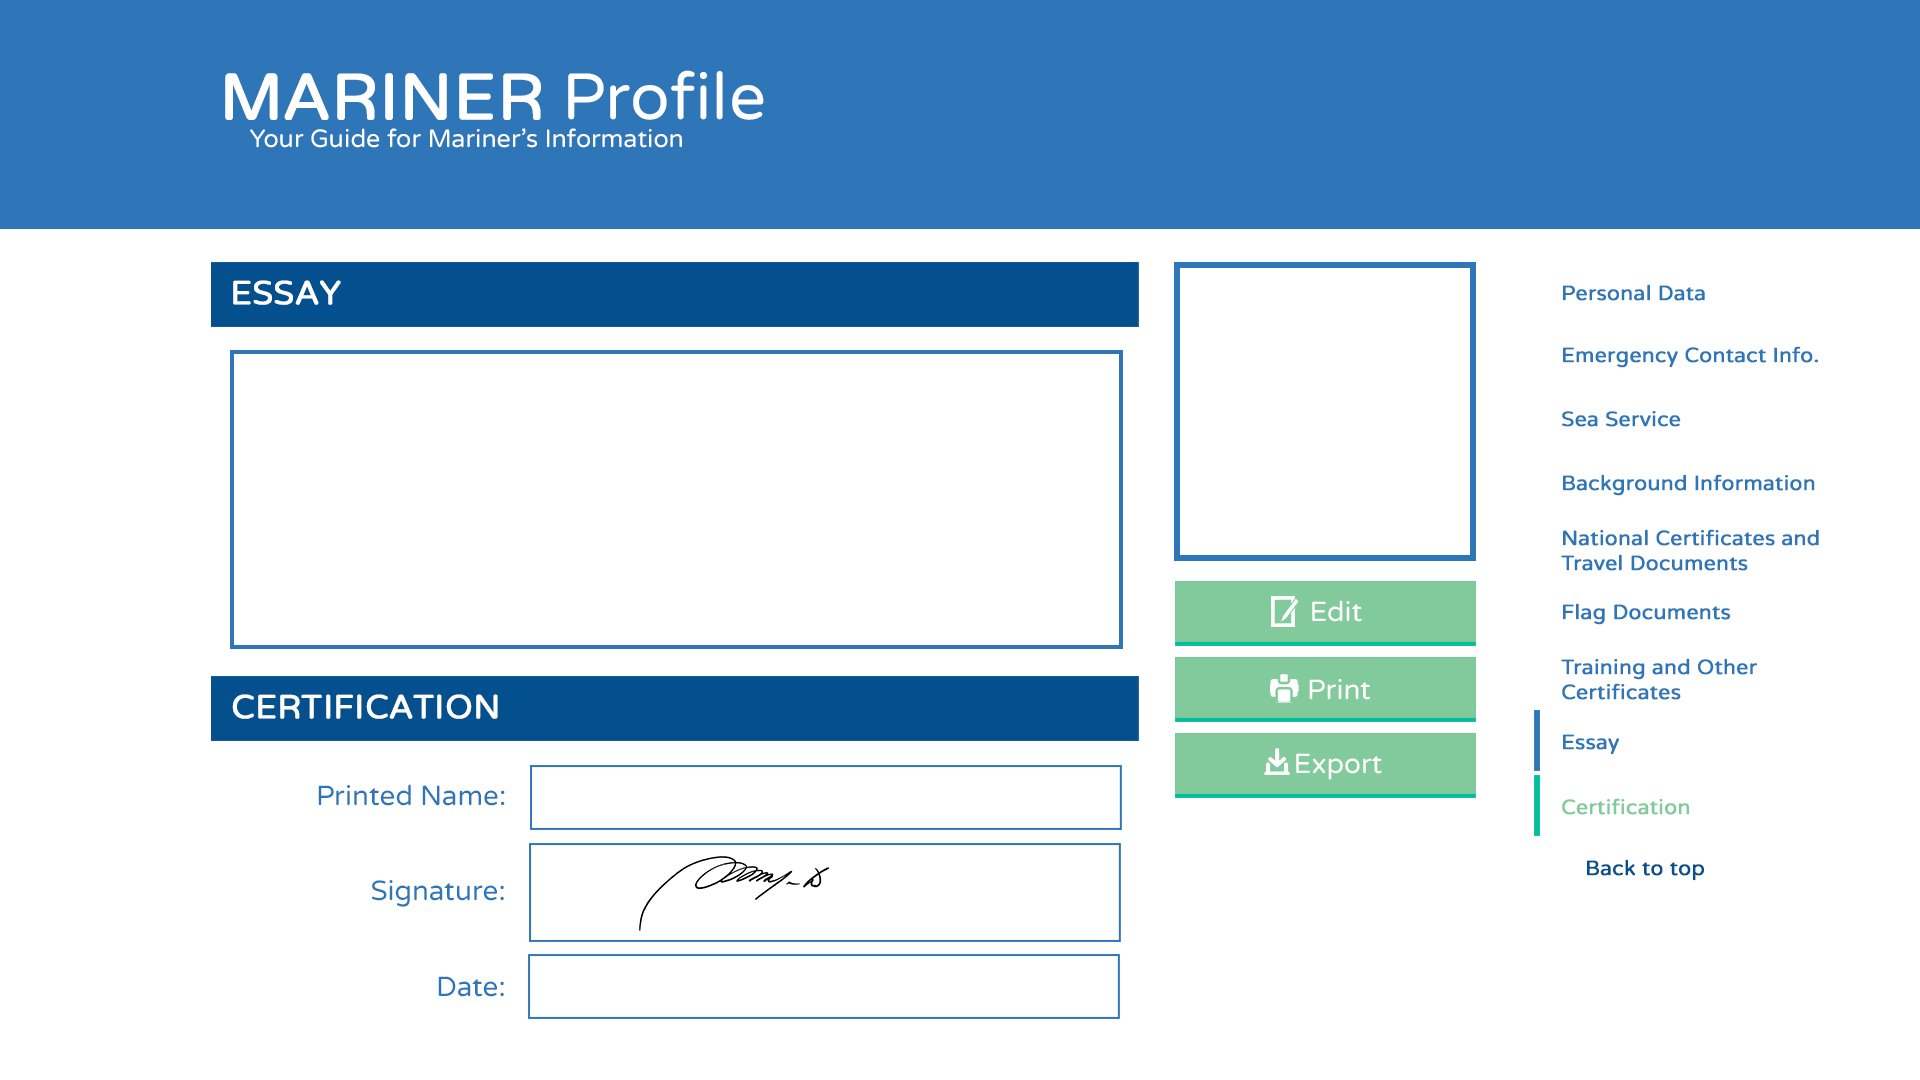 MARINER Profile
Your Guide for Mariner’s Information
ESSAY
CERTIFICATION
Printed Name:
Signature:
Date:
Edit
Print
Export
Personal Data
Emergency Contact Info.
Sea Service
Background Information
National Certificates and
Travel Documents
Flag Documents
Training and Other
Certificates
Essay
Certification
Back to top